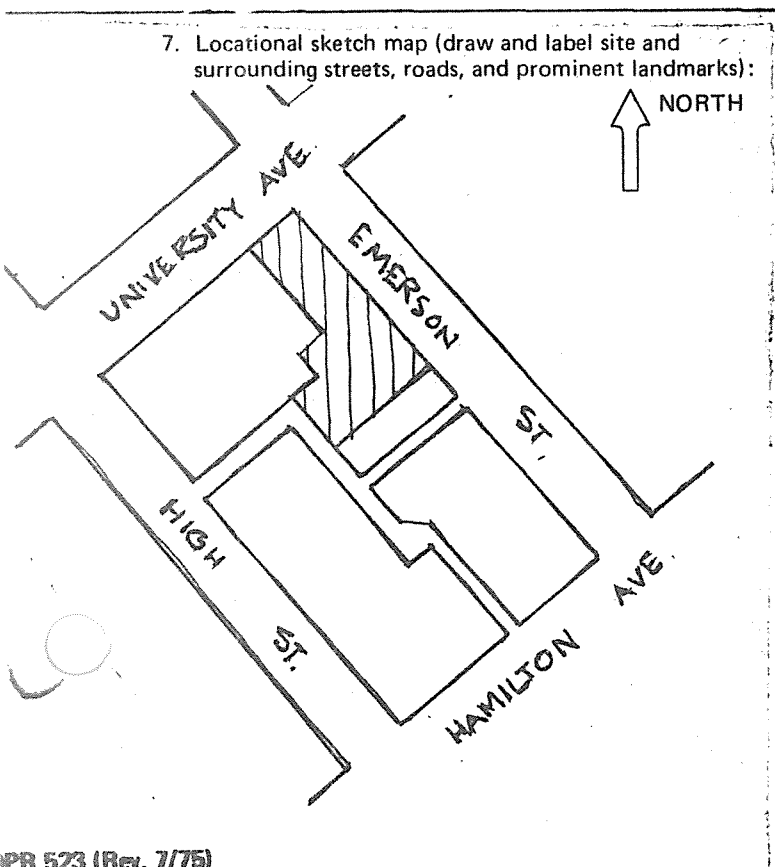 7. Locational sketch map (draw and label site and
surrounding streets, roads, and prominent landmarks):
NORTH
UNIVERSITY AVE.
EMERSON
ST.
HIGH
ST.
HAMILTON AVE.
DPR 523 (Rev. 7/75)